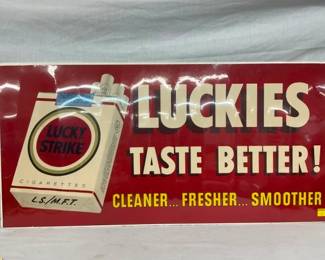 LUCKIES
TASTE BETTER!
CLEANER... FRESHER... SMOOTHER
LUCKY
STRIKE
CIGARETTES
L.S./M.F.T.